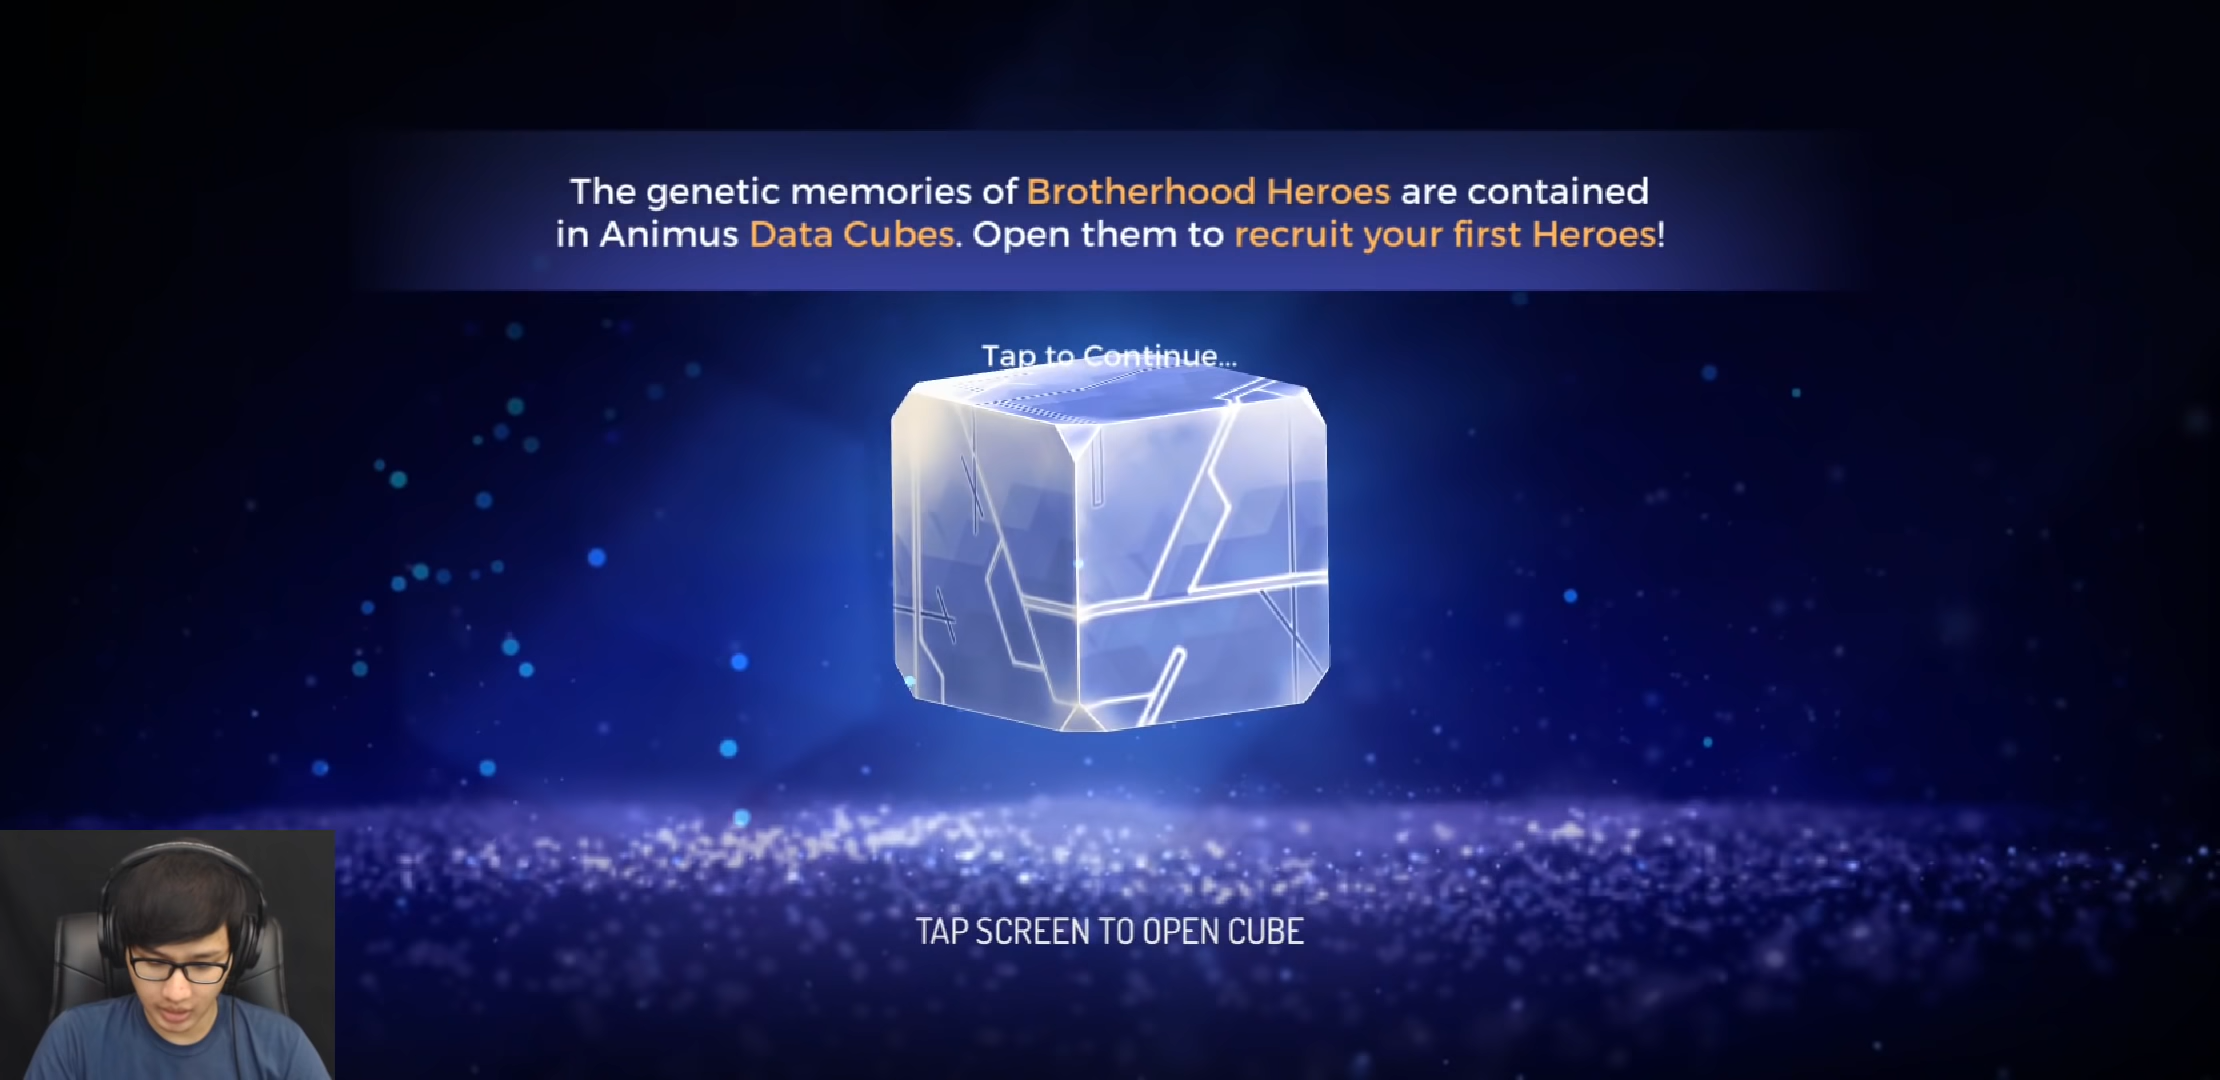 The genetic memories of Brotherhood Heroes are contained
in Animus Data Cubes. Open them to recruit your first Heroes!
Tap to Continue...
TAP SCREEN TO OPEN CUBE